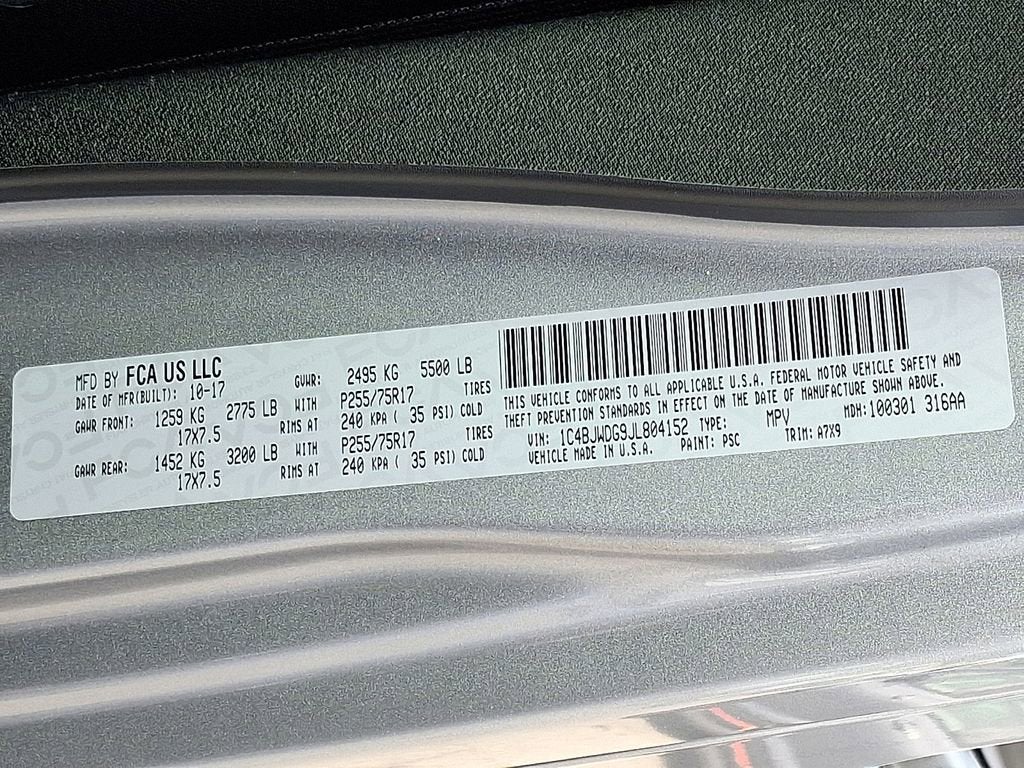 MFD BY FCA US LLC
DATE OF MFR(BUILT): 10-17 GVWR: 2495 KG 5500 LB
GAWR FRONT: 1259 KG 2775 LB WITH P255/75R17 TIRES
17X7.5 RIMS AT 240 KPA ( 35 PSI) COLD
GAWR REAR: 1452 KG 3200 LB WITH P255/75R17 TIRES
17X7.5 RIMS AT 240 KPA ( 35 PSI) COLD
THIS VEHICLE CONFORMS TO ALL APPLICABLE U.S.A. FEDERAL MOTOR VEHICLE SAFETY AND
THEFT PREVENTION STANDARDS IN EFFECT ON THE DATE OF MANUFACTURE SHOWN ABOVE.
VIN: 1C4BJWDG9JL804152 TYPE: MPV MDH: 100301 316AA
VEHICLE MADE IN U.S.A. PAINT: PSC TRIM: A7X9